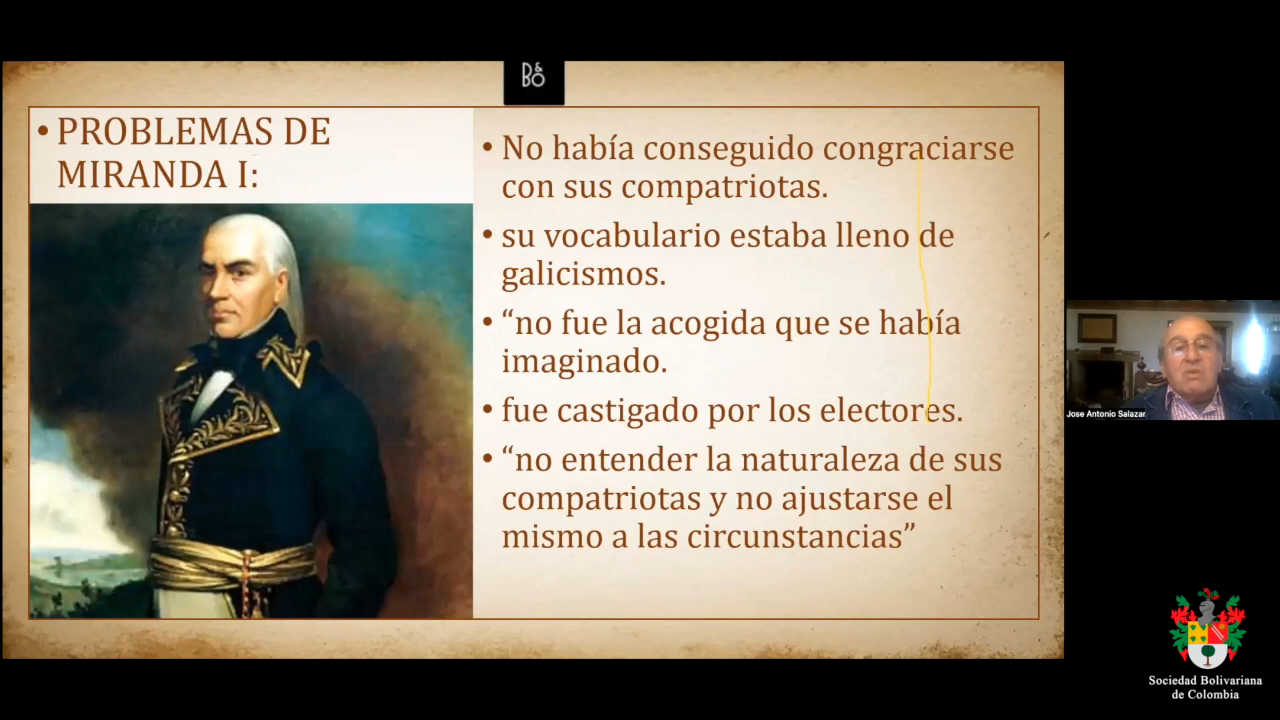 B&O
• PROBLEMAS DE
MIRANDA I:
• No había conseguido congraciarse
con sus compatriotas.
• su vocabulario estaba lleno de
galicismos.
• “no fue la acogida que se había
imaginado.
• fue castigado por los electores.
• “no entender la naturaleza de sus
compatriotas y no ajustarse el
mismo a las circunstancias”
Jose Antonio Salazar
Sociedad Bolivariana
de Colombia